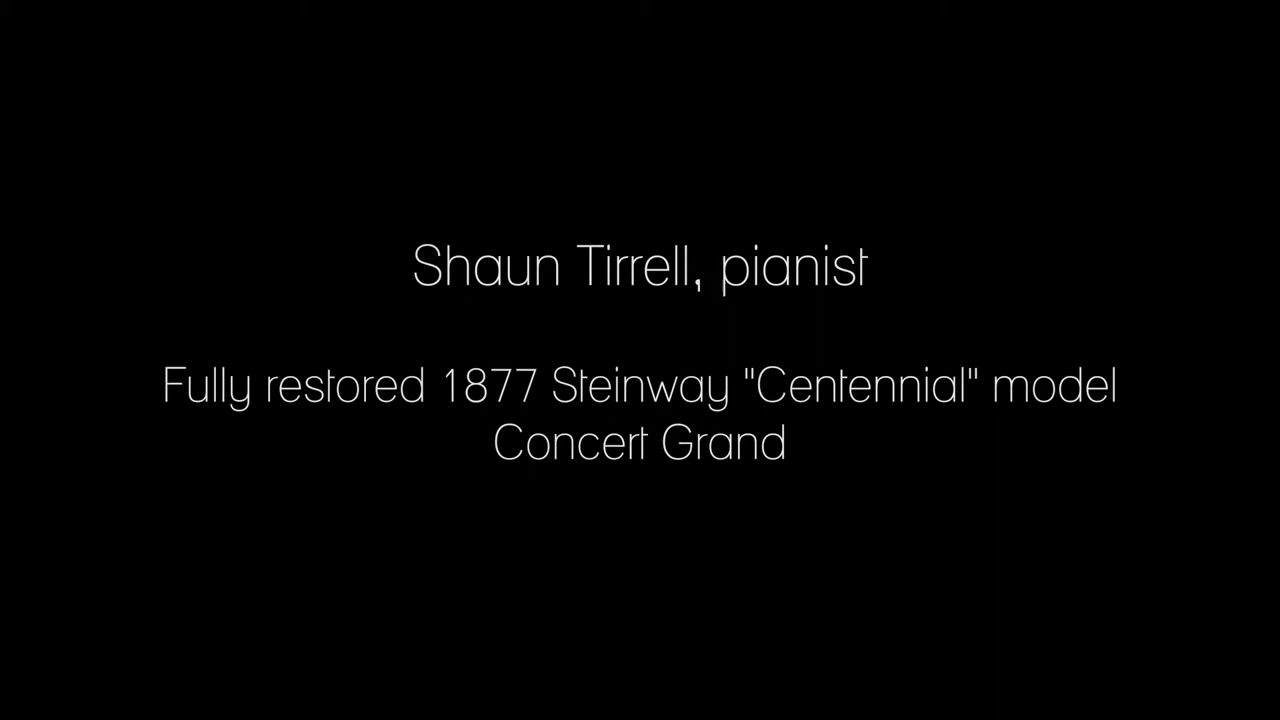 Shaun Tirrell, pianist
Fully restored 1877 Steinway "Centennial" model
Concert Grand